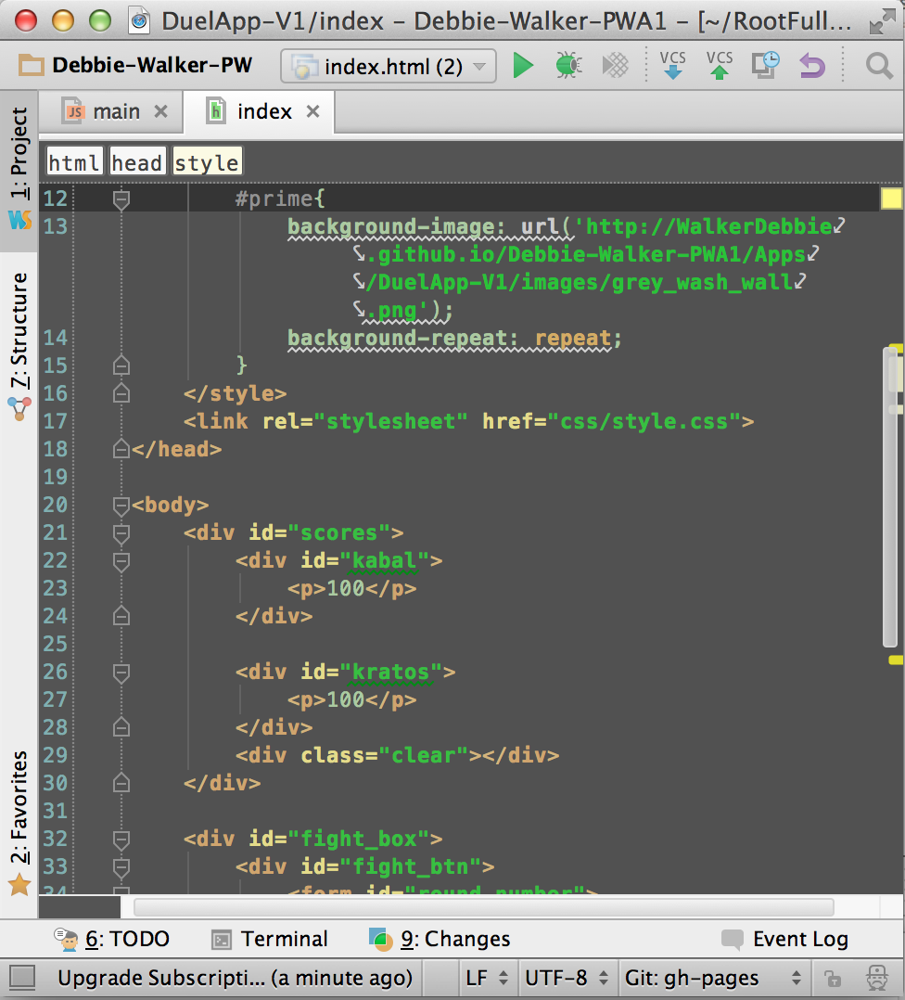 DuelApp-V1/index – Debbie-Walker-PWA1 – [~/RootFull...
Debbie-Walker-PW
index.html (2)
VCS
VCS
main
index
html head style
1: Project
7: Structure
2: Favorites
12 #prime{
13 background-image: url('http://WalkerDebbie
.github.io/Debbie-Walker-PWA1/Apps
/DuelApp-V1/images/grey_wash_wall
.png');
14 background-repeat: repeat;
15 }
16 </style>
17 <link rel="stylesheet" href="css/style.css">
18 </head>
19
20 <body>
21 <div id="scores">
22 <div id="kabal">
23 <p>100</p>
24 </div>
25
26 <div id="kratos">
27 <p>100</p>
28 </div>
29 <div class="clear"></div>
30 </div>
31
32 <div id="fight_box">
33 <div id="fight_btn">
34 <form id="round_number">
6: TODO Terminal 9: Changes Event Log
Upgrade Subscripti... (a minute ago) LF UTF-8 Git: gh-pages